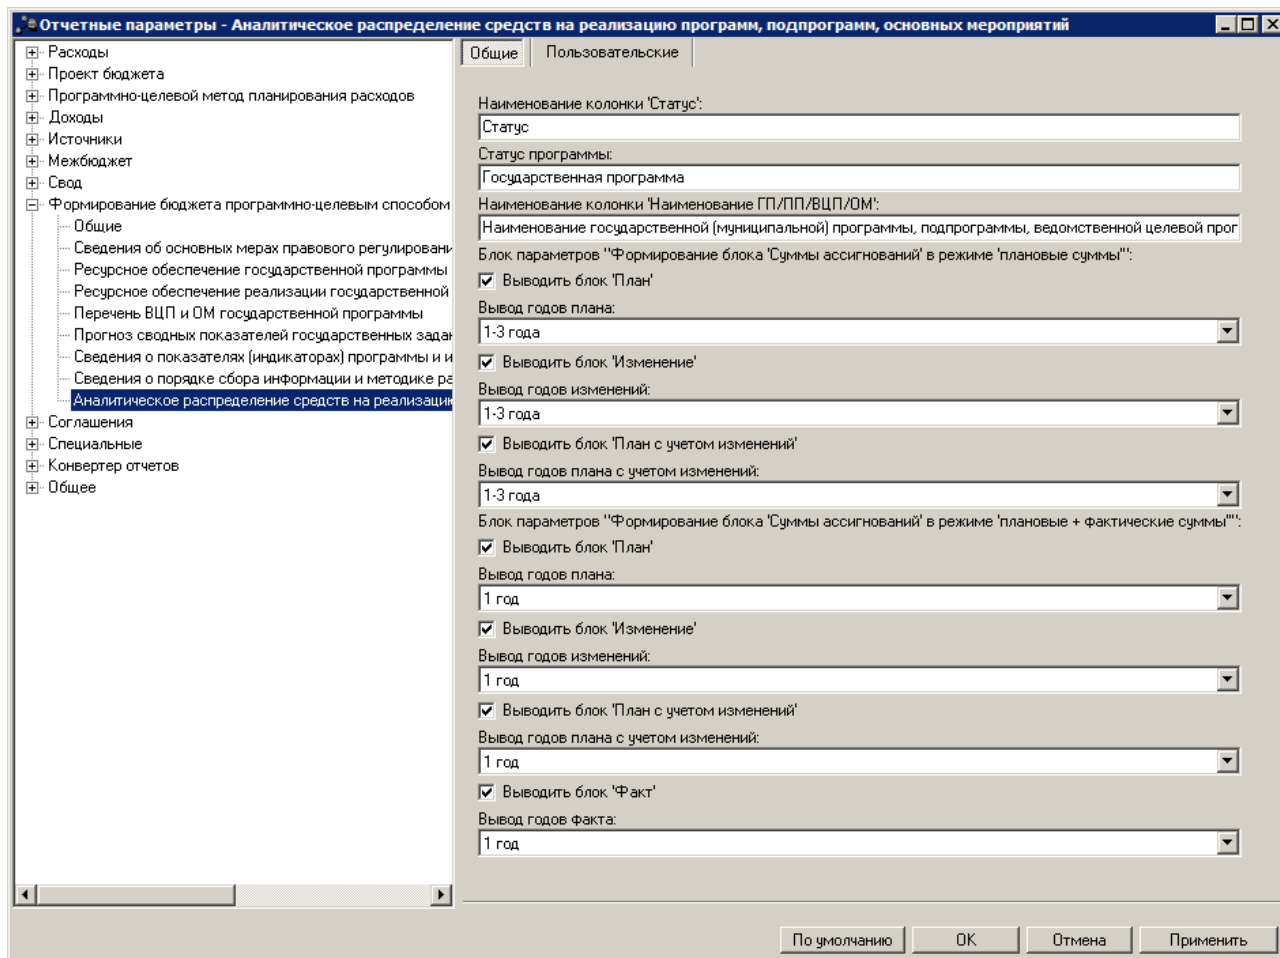 Отчетные параметры - Аналитическое распределение средств на реализацию программ, подпрограмм, основных мероприятий
Расходы
Проект бюджета
Программно-целевой метод планирования расходов
Доходы
Источники
Межбюджет
Свод
Формирование бюджета программно-целевым способом
Общие
Сведения об основных мерах правового регулировани
Ресурсное обеспечение государственной программы
Ресурсное обеспечение реализации государственной
Перечень ВЦП и ОМ государственной программы
Прогноз сводных показателей государственных задан
Сведения о показателях (индикаторах) программы и и
Сведения о порядке сбора информации и методике ра
Аналитическое распределение средств на реализаци
Соглашения
Специальные
Конвертер отчетов
Общее
Общие
Пользовательские
Наименование колонки 'Статус':
Статус
Статус программы:
Государственная программа
Наименование колонки 'Наименование ГП/ПП/ВЦП/ОМ':
Наименование государственной (муниципальной) программы, подпрограммы, ведомственной целевой прог
Блок параметров "Формирование блока 'Суммы ассигнований' в режиме 'плановые суммы'":
Выводить блок 'План'
Вывод годов плана:
1-3 года
Выводить блок 'Изменение'
Вывод годов изменений:
1-3 года
Выводить блок 'План с учетом изменений'
Вывод годов плана с учетом изменений:
1-3 года
Блок параметров "Формирование блока 'Суммы ассигнований' в режиме 'плановые + фактические суммы'":
Выводить блок 'План'
Вывод годов плана:
1 год
Выводить блок 'Изменение'
Вывод годов изменений:
1 год
Выводить блок 'План с учетом изменений'
Вывод годов плана с учетом изменений:
1 год
Выводить блок 'Факт'
Вывод годов факта:
1 год
По умолчанию
ОК
Отмена
Применить